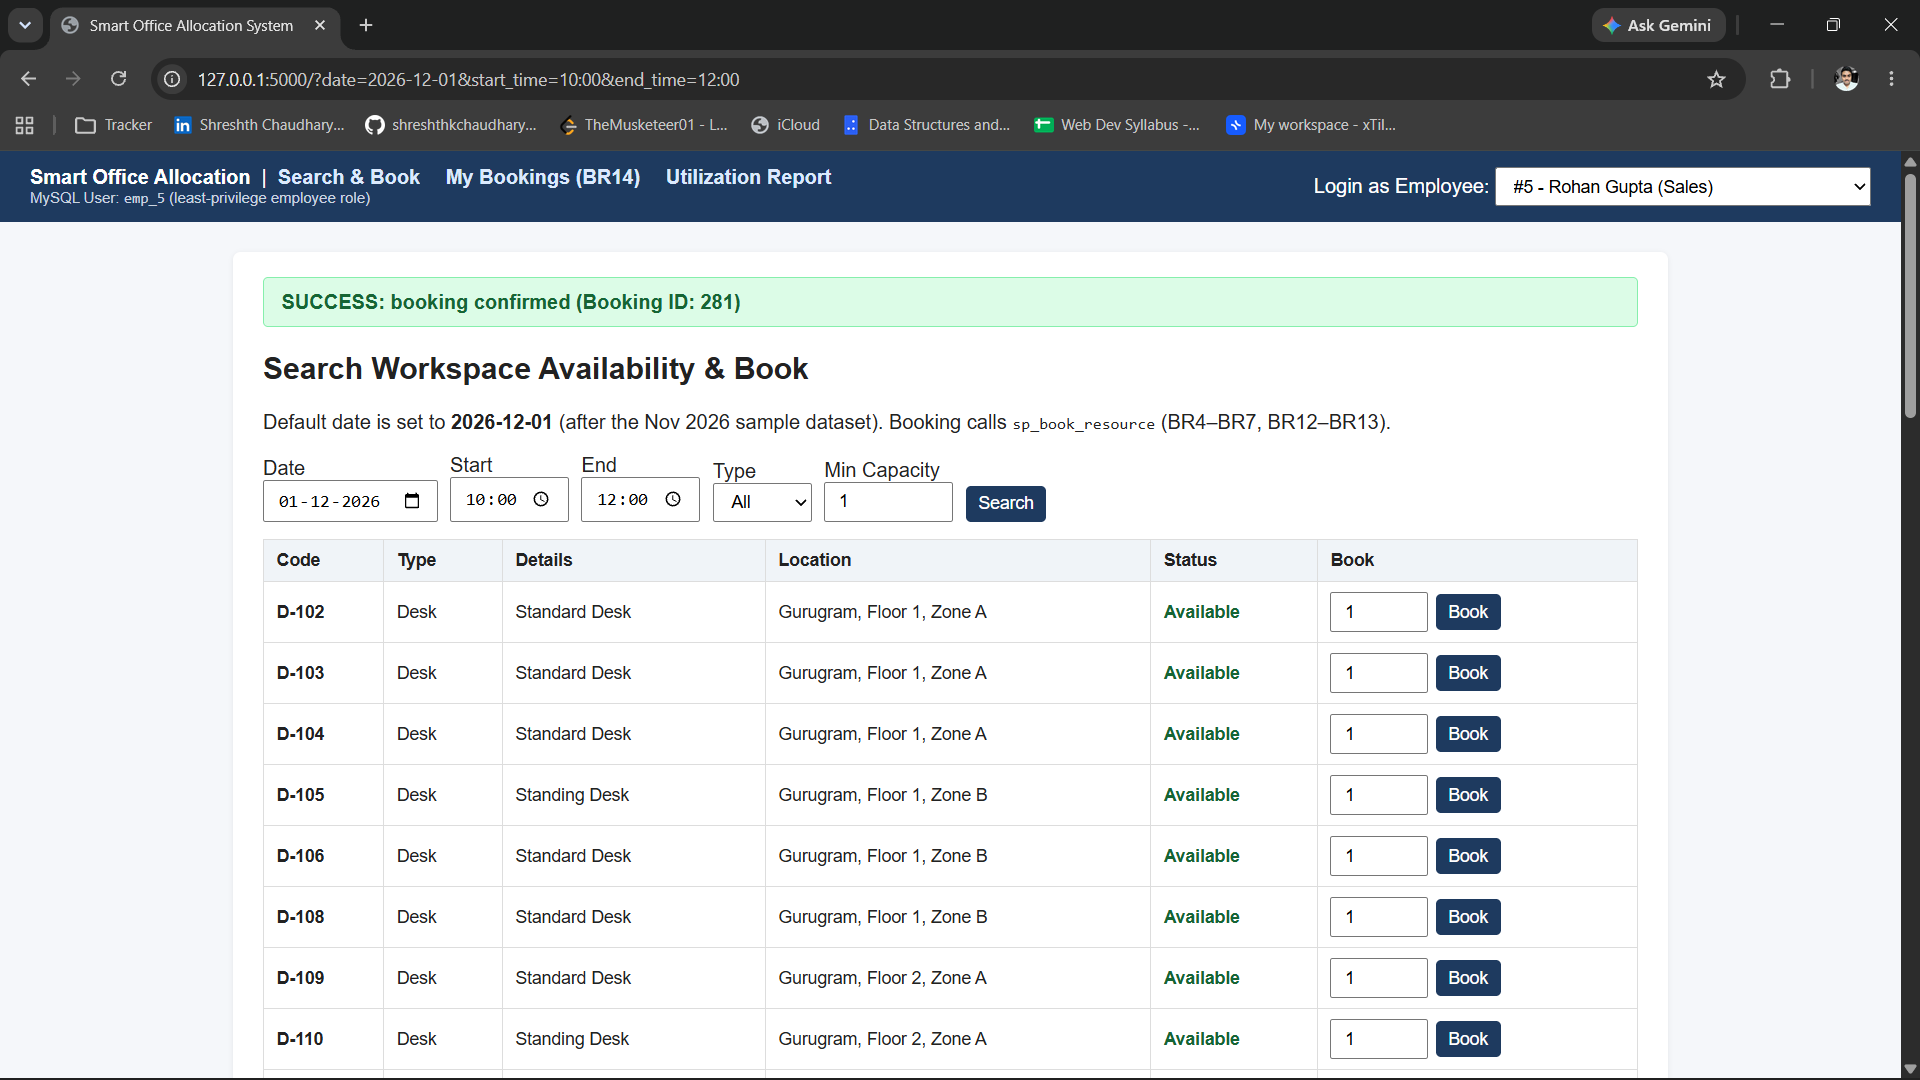 Smart Office Allocation System
Ask Gemini
127.0.0.1:5000/?date=2026-12-01&start_time=10:00&end_time=12:00
Tracker
Shreshth Chaudhary...
shreshthkchaudhary...
TheMusketeer01 - L...
iCloud
Data Structures and...
Web Dev Syllabus -...
My workspace - xTil...
Smart Office Allocation | Search & Book My Bookings (BR14) Utilization Report
MySQL User: emp_5 (least-privilege employee role)
Login as Employee: #5 - Rohan Gupta (Sales)
SUCCESS: booking confirmed (Booking ID: 281)
Search Workspace Availability & Book
Default date is set to 2026-12-01 (after the Nov 2026 sample dataset). Booking calls sp_book_resource (BR4–BR7, BR12–BR13).
Date Start End Type Min Capacity
01-12-2026 10:00 12:00 All 1 Search
Code Type Details Location Status Book
D-102 Desk Standard Desk Gurugram, Floor 1, Zone A Available 1 Book
D-103 Desk Standard Desk Gurugram, Floor 1, Zone A Available 1 Book
D-104 Desk Standard Desk Gurugram, Floor 1, Zone A Available 1 Book
D-105 Desk Standing Desk Gurugram, Floor 1, Zone B Available 1 Book
D-106 Desk Standard Desk Gurugram, Floor 1, Zone B Available 1 Book
D-108 Desk Standard Desk Gurugram, Floor 1, Zone B Available 1 Book
D-109 Desk Standard Desk Gurugram, Floor 2, Zone A Available 1 Book
D-110 Desk Standing Desk Gurugram, Floor 2, Zone A Available 1 Book